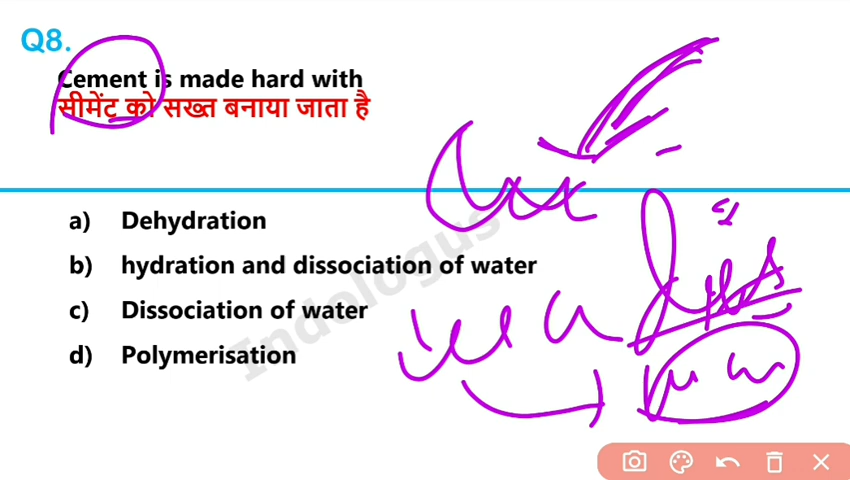 Q8.
Cement is made hard with
सीमेंट को सख्त बनाया जाता है
a) Dehydration
b) hydration and dissociation of water
c) Dissociation of water
d) Polymerisation
Indologus